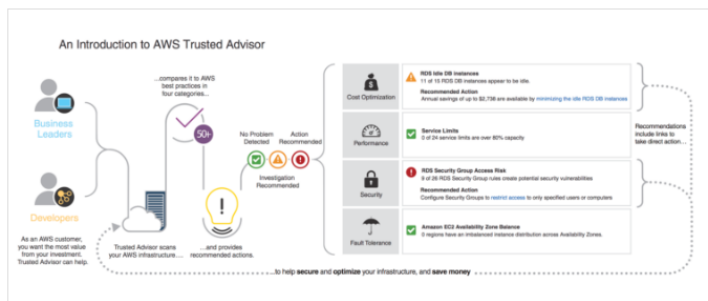 An Introduction to AWS Trusted Advisor
Business
Leaders
Developers
As an AWS customer,
you want the most value
from your investment.
Trusted Advisor can help.
Trusted Advisor scans
your AWS infrastructure....
...compares it to AWS
best practices in
four categories...
50+
...and provides
recommended actions.
No Problem
Detected
Action
Recommended
Investigation
Recommended
Cost Optimization
RDS Idle DB Instances
11 of 15 RDS DB instances appear to be idle.
Recommended Action
Annual savings of up to $2,738 are available by minimizing the idle RDS DB instances
Performance
Service Limits
0 of 24 service limits are over 80% capacity
Security
RDS Security Group Access Risk
9 of 26 RDS Security Group rules create potential security vulnerabilities
Recommended Action
Configure Security Groups to restrict access to only specified users or computers
Fault Tolerance
Amazon EC2 Availability Zone Balance
0 regions have an imbalanced instance distribution across Availability Zones.
Recommendations
include links to
take direct action...
...to help secure and optimize your infrastructure, and save money